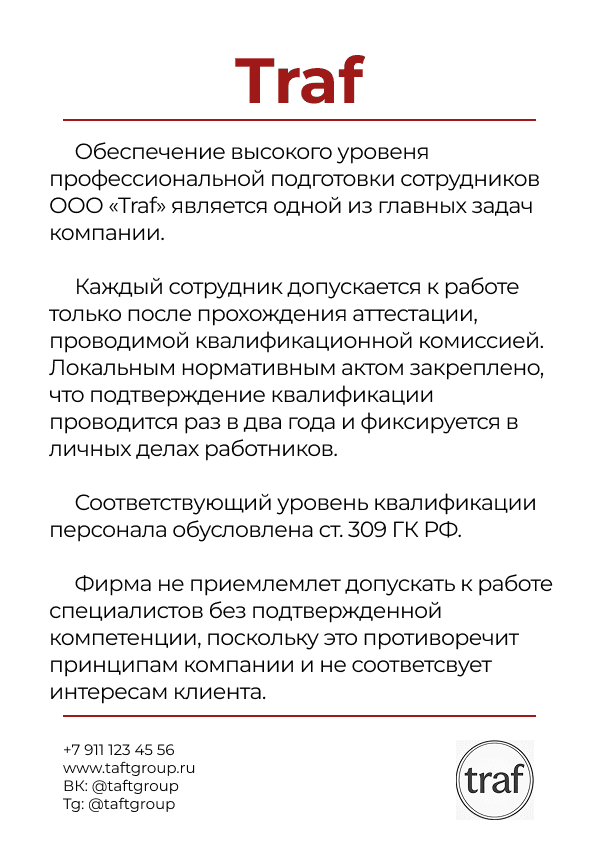 Traf
Обеспечение высокого уровеня
профессиональной подготовки сотрудников
ООО «Traf» является одной из главных задач
компании.
Каждый сотрудник допускается к работе
только после прохождения аттестации,
проводимой квалификационной комиссией.
Локальным нормативным актом закреплено,
что подтверждение квалификации
проводится раз в два года и фиксируется в
личных делах работников.
Соответствующий уровень квалификации
персонала обусловлена ст. 309 ГК РФ.
Фирма не приемлемлет допускать к работе
специалистов без подтвержденной
компетенции, поскольку это противоречит
принципам компании и не соответсвует
интересам клиента.
+7 911 123 45 56
www.taftgroup.ru
ВК: @taftgroup
Tg: @taftgroup
traf